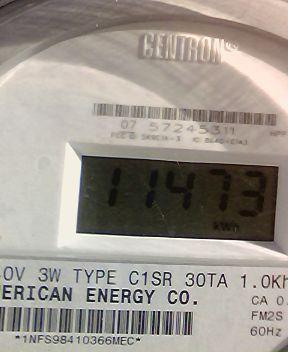 CENTRON®
07 57245311
11473
kWh
.0V 3W TYPE C1SR 30TA 1.0Kh
ERICAN ENERGY CO.
CA 0.
FM2S
60Hz
*1NFS98410366MEC*